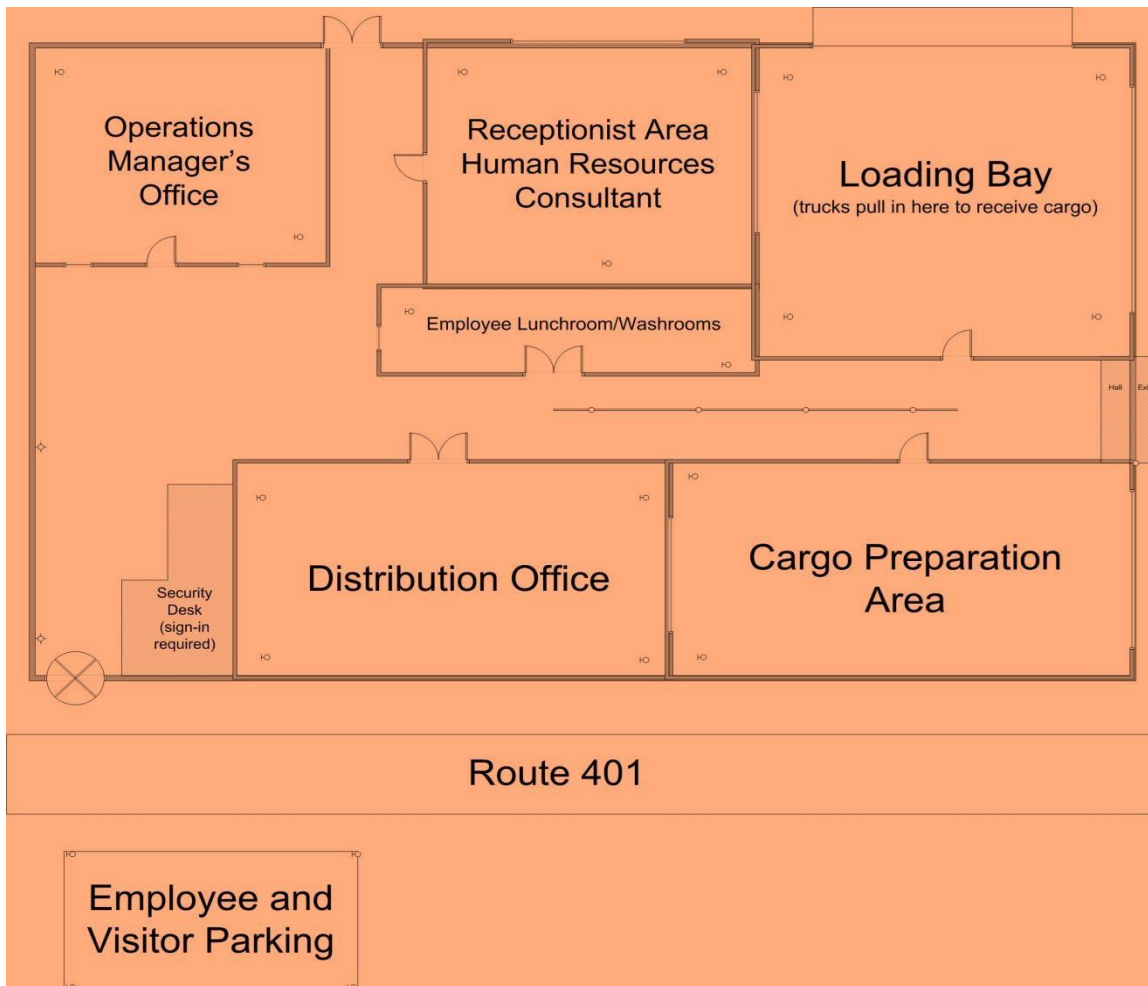 Operations
Manager's
Office
Receptionist Area
Human Resources
Consultant
Loading Bay
(trucks pull in here to receive cargo)
Employee Lunchroom/Washrooms
Hall
Exi
Security
Desk
(sign-in
required)
Distribution Office
Cargo Preparation
Area
Route 401
Employee and
Visitor Parking